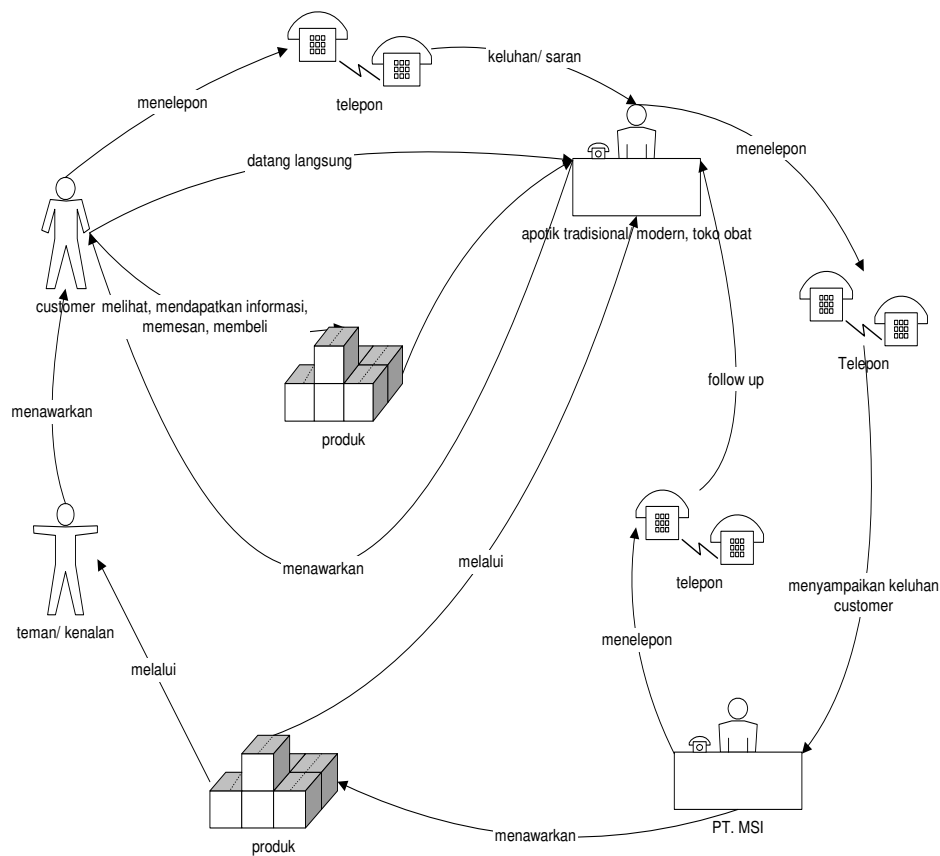 keluhan/ saran
telepon
menelepon
menelepon
datang langsung
apotik tradisional/ modern, toko obat
customer melihat, mendapatkan informasi,
memesan, membeli
Telepon
follow up
menawarkan
produk
menawarkan
melalui
telepon
menyampaikan keluhan
customer
teman/ kenalan
menelepon
melalui
PT. MSI
menawarkan
produk